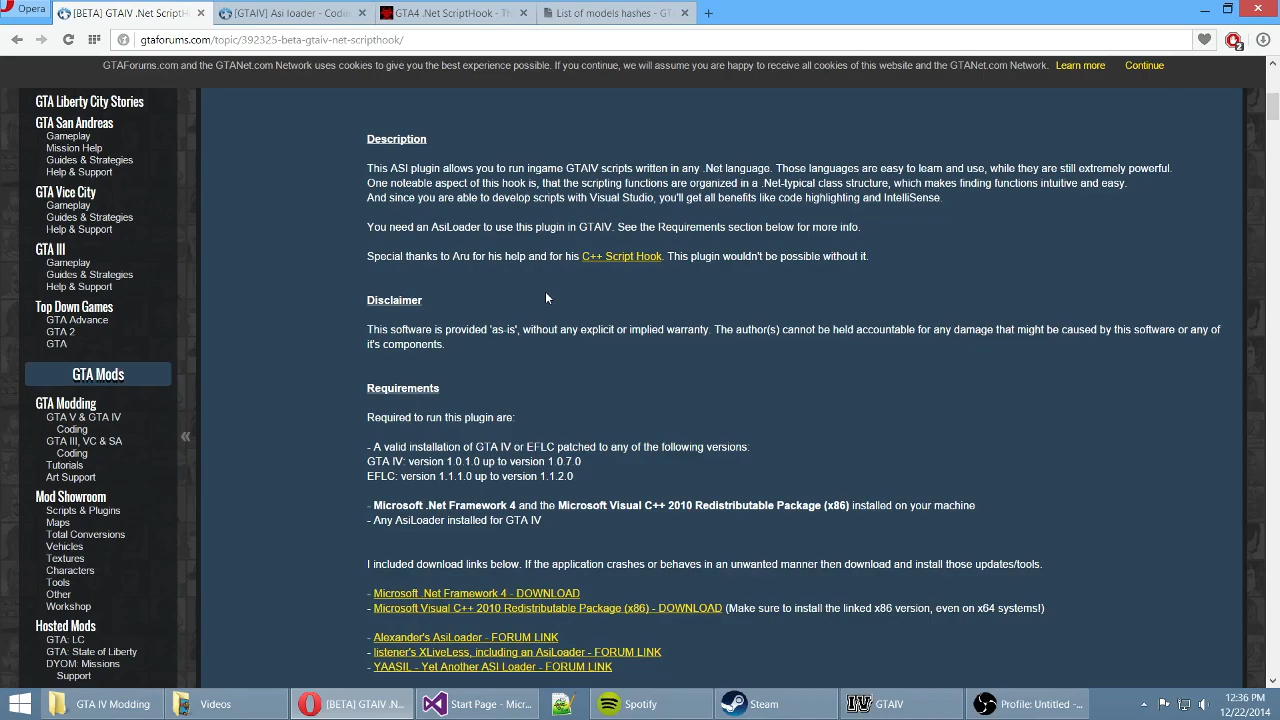 Opera
[BETA] GTAIV .Net ScriptH
[GTAIV] Asi loader - Codin
GTA4 .Net ScriptHook - Th
List of models hashes - GT
gtaforums.com/topic/392325-beta-gtaiv-net-scripthook/
2
GTAForums.com and the GTANet.com Network uses cookies to give you the best experience possible. If you continue, we will assume you are happy to receive all cookies of this website and the GTANet.com Network. Learn more Continue
GTA Liberty City Stories
GTA San Andreas
Gameplay
Mission Help
Guides & Strategies
Help & Support
GTA Vice City
Gameplay
Guides & Strategies
Help & Support
GTA III
Gameplay
Guides & Strategies
Help & Support
Top Down Games
GTA Advance
GTA 2
GTA
GTA Mods
GTA Modding
GTA V & GTA IV
Coding
GTA III, VC & SA
Coding
Tutorials
Art Support
Mod Showroom
Scripts & Plugins
Maps
Total Conversions
Vehicles
Textures
Characters
Tools
Other
Workshop
Hosted Mods
GTA: LC
GTA: State of Liberty
DYOM: Missions
Support
Description
This ASI plugin allows you to run ingame GTAIV scripts written in any .Net language. Those languages are easy to learn and use, while they are still extremely powerful.
One noteable aspect of this hook is, that the scripting functions are organized in a .Net-typical class structure, which makes finding functions intuitive and easy.
And since you are able to develop scripts with Visual Studio, you'll get all benefits like code highlighting and IntelliSense.
You need an AsiLoader to use this plugin in GTAIV. See the Requirements section below for more info.
Special thanks to Aru for his help and for his C++ Script Hook. This plugin wouldn't be possible without it.
Disclaimer
This software is provided 'as-is', without any explicit or implied warranty. The author(s) cannot be held accountable for any damage that might be caused by this software or any of
it's components.
Requirements
Required to run this plugin are:
- A valid installation of GTA IV or EFLC patched to any of the following versions:
GTA IV: version 1.0.1.0 up to version 1.0.7.0
EFLC: version 1.1.1.0 up to version 1.1.2.0
- Microsoft .Net Framework 4 and the Microsoft Visual C++ 2010 Redistributable Package (x86) installed on your machine
- Any AsiLoader installed for GTA IV
I included download links below. If the application crashes or behaves in an unwanted manner then download and install those updates/tools.
- Microsoft .Net Framework 4 - DOWNLOAD
- Microsoft Visual C++ 2010 Redistributable Package (x86) - DOWNLOAD (Make sure to install the linked x86 version, even on x64 systems!)
- Alexander's AsiLoader - FORUM LINK
- listener's XLiveLess, including an AsiLoader - FORUM LINK
- YAASIL - Yet Another ASI Loader - FORUM LINK
GTA IV Modding
Videos
[BETA] GTAIV .N...
Start Page - Micr...
Spotify
Steam
IV
GTAIV
Profile: Untitled -...
12:36 PM
12/22/2014